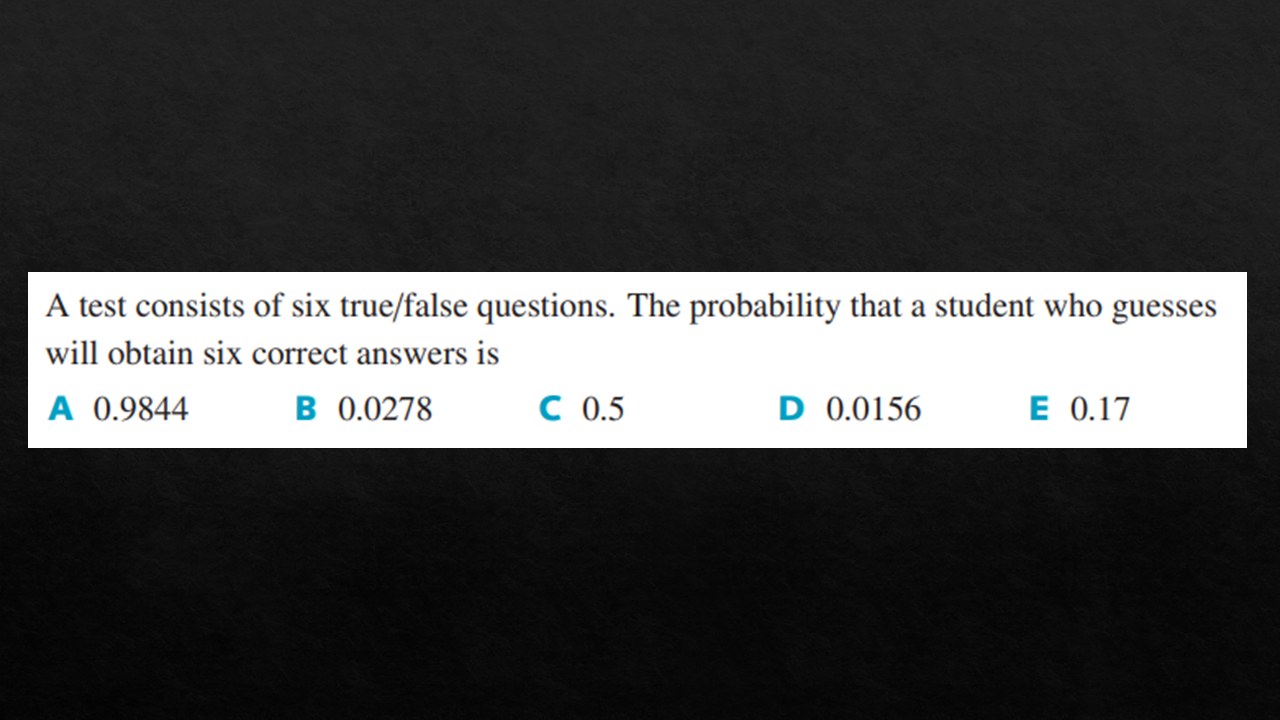 A test consists of six true/false questions. The probability that a student who guesses
will obtain six correct answers is
A 0.9844 B 0.0278 C 0.5 D 0.0156 E 0.17